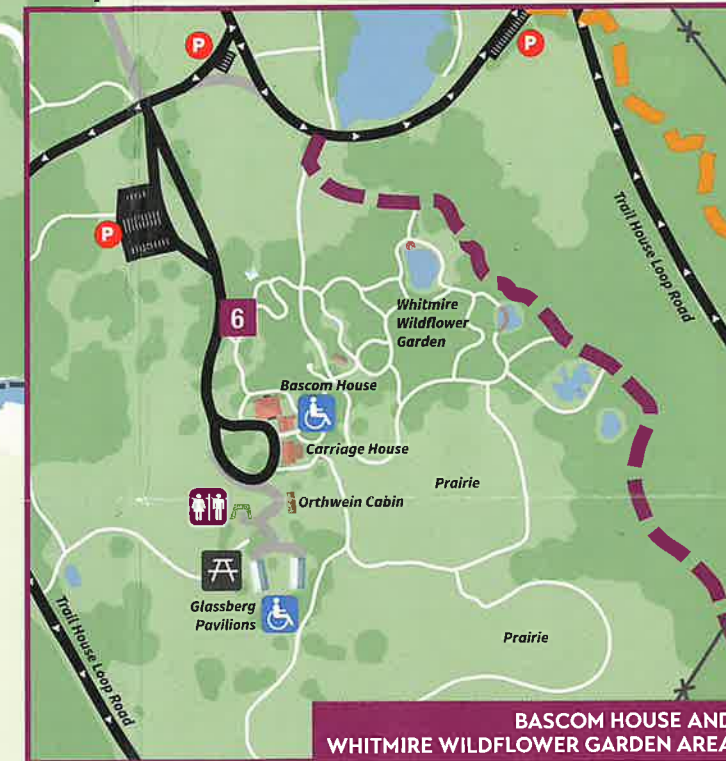 P
P
P
Trail House Loop Road
6
Whitmire
Wildflower
Garden
Bascom House
Carriage House
Prairie
Orthwein Cabin
Glassberg
Pavilions
Trail House Loop Road
Prairie
BASCOM HOUSE AND
WHITMIRE WILDFLOWER GARDEN AREA